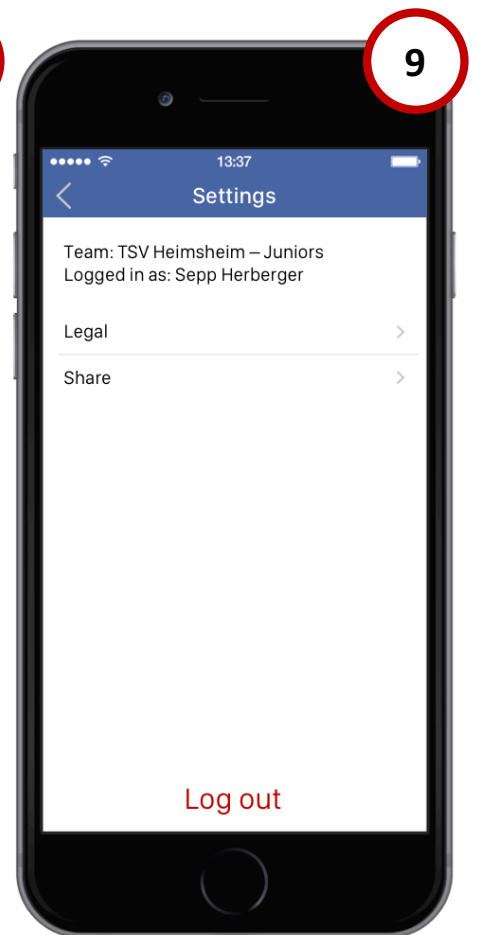 9
13:37
Settings
Team: TSV Heimsheim – Juniors
Logged in as: Sepp Herberger
Legal
Share
Log out